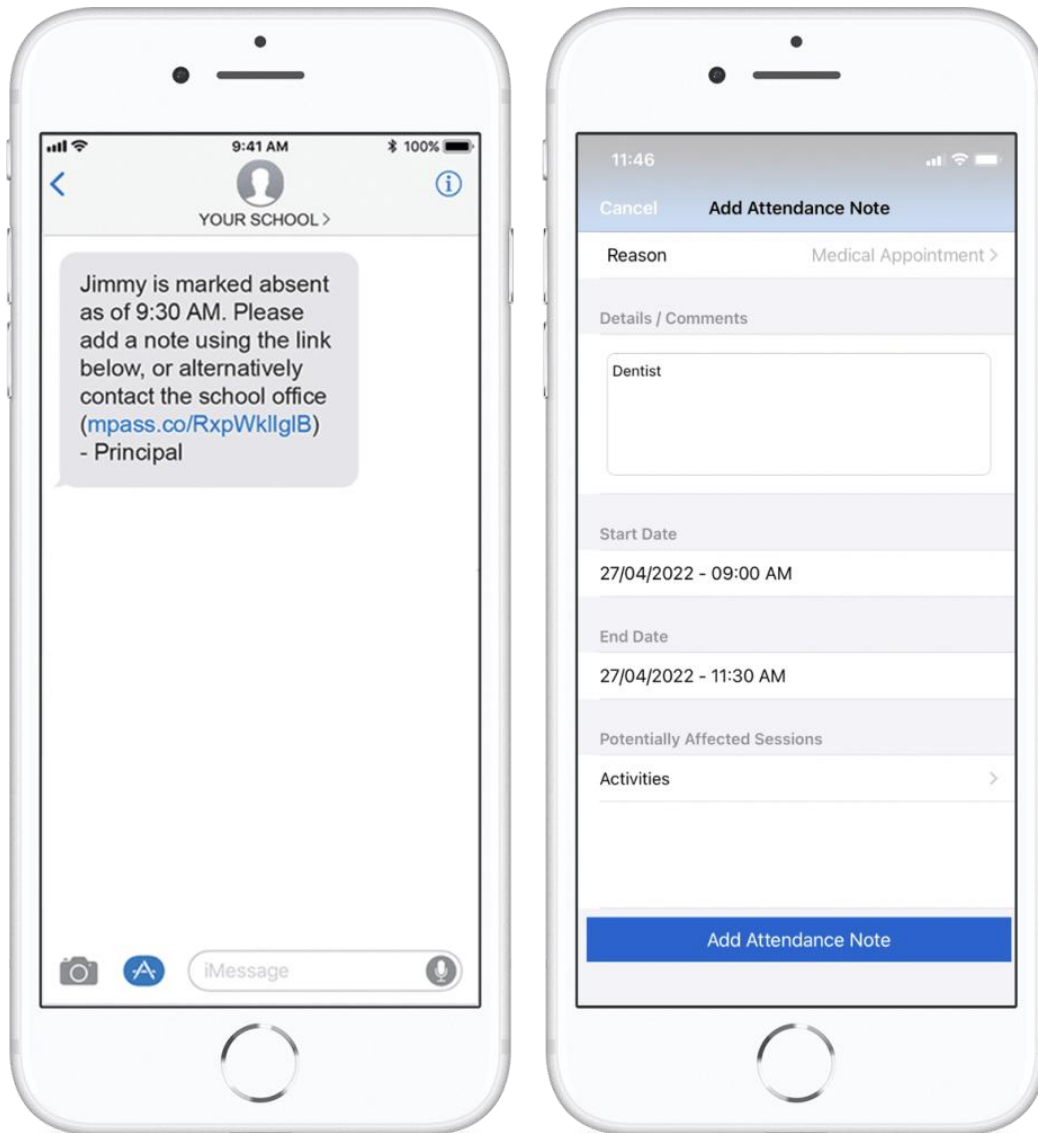 9:41 AM
100%
YOUR SCHOOL >
Jimmy is marked absent
as of 9:30 AM. Please
add a note using the link
below, or alternatively
contact the school office
(mpass.co/RxpWkllglB)
- Principal
iMessage
11:46
Cancel Add Attendance Note
Reason Medical Appointment >
Details / Comments
Dentist
Start Date
27/04/2022 - 09:00 AM
End Date
27/04/2022 - 11:30 AM
Potentially Affected Sessions
Activities >
Add Attendance Note